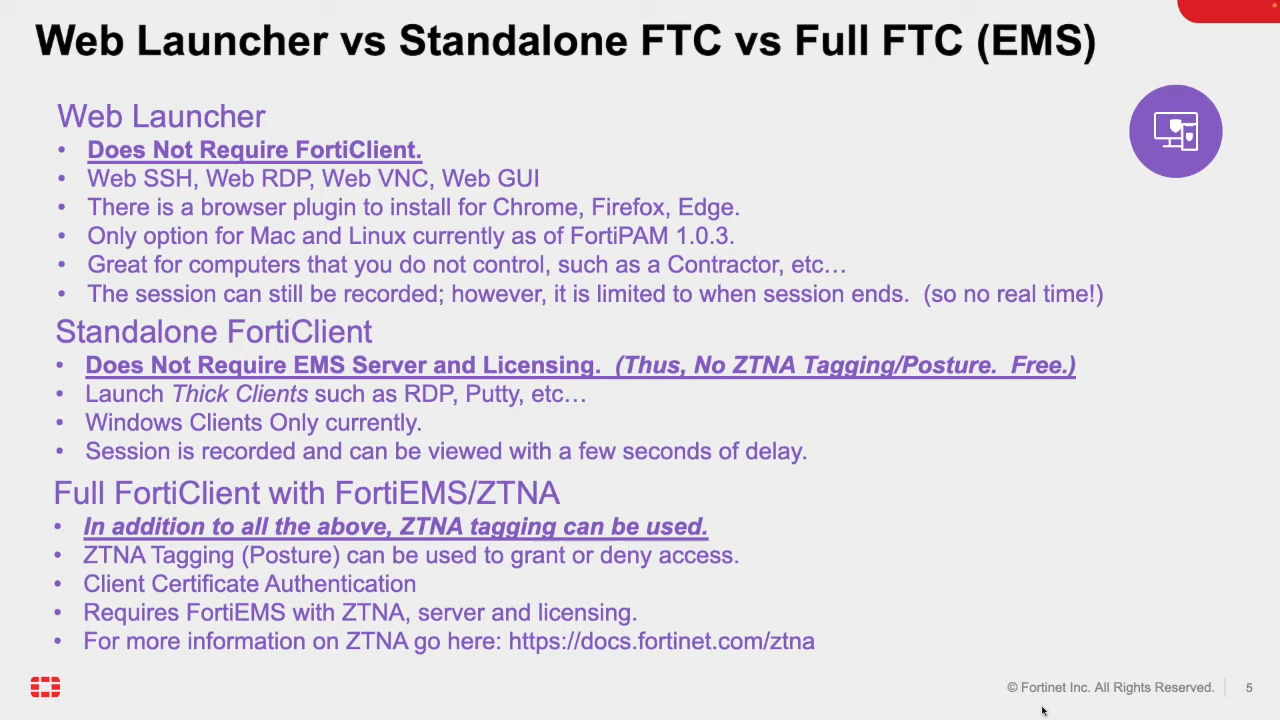 Web Launcher vs Standalone FTC vs Full FTC (EMS)
Web Launcher
• Does Not Require FortiClient.
• Web SSH, Web RDP, Web VNC, Web GUI
• There is a browser plugin to install for Chrome, Firefox, Edge.
• Only option for Mac and Linux currently as of FortiPAM 1.0.3.
• Great for computers that you do not control, such as a Contractor, etc…
• The session can still be recorded; however, it is limited to when session ends.  (so no real time!)
Standalone FortiClient
• Does Not Require EMS Server and Licensing.  (Thus, No ZTNA Tagging/Posture.  Free.)
• Launch Thick Clients such as RDP, Putty, etc…
• Windows Clients Only currently.
• Session is recorded and can be viewed with a few seconds of delay.
Full FortiClient with FortiEMS/ZTNA
• In addition to all the above, ZTNA tagging can be used.
• ZTNA Tagging (Posture) can be used to grant or deny access.
• Client Certificate Authentication
• Requires FortiEMS with ZTNA, server and licensing.
• For more information on ZTNA go here: https://docs.fortinet.com/ztna
© Fortinet Inc. All Rights Reserved. 5